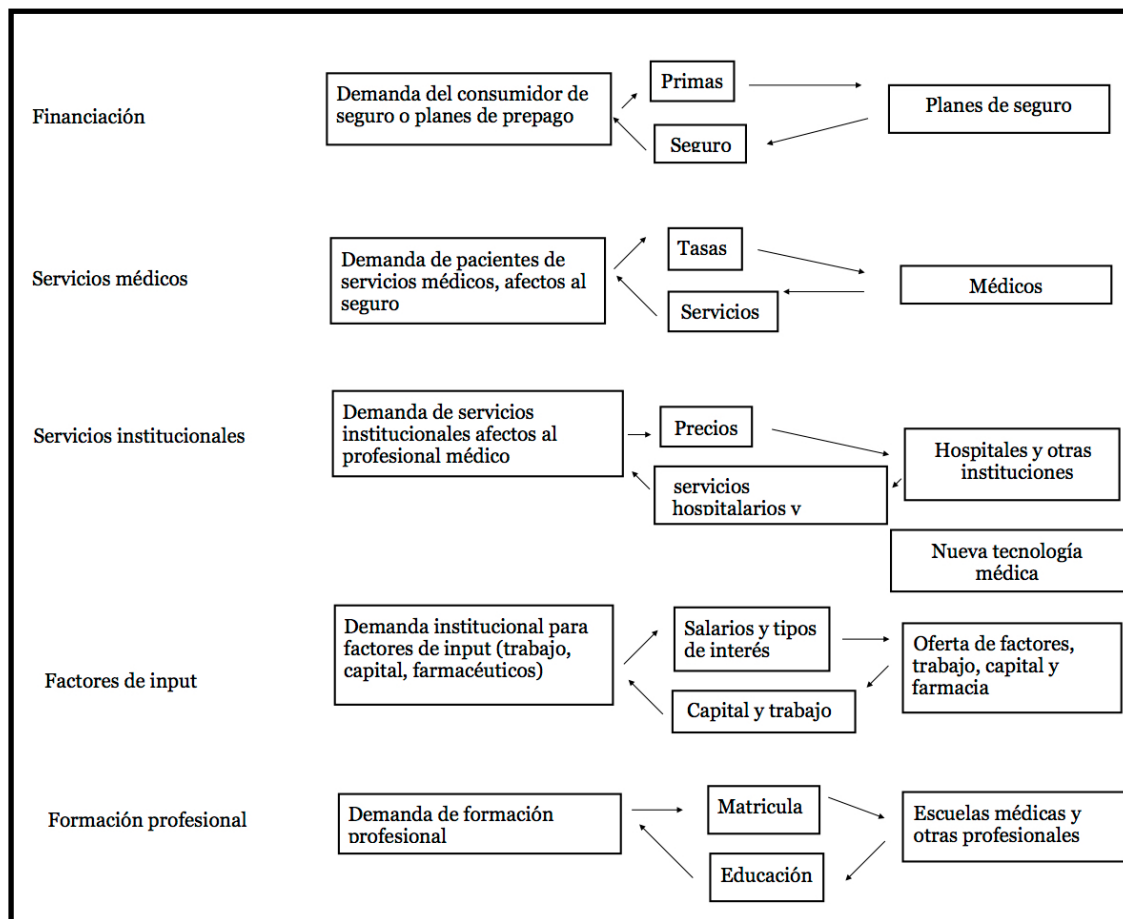 Financiación
Demanda del consumidor de
seguro o planes de prepago
Primas
Seguro
Planes de seguro
Servicios médicos
Demanda de pacientes de
servicios médicos, afectos al
seguro
Tasas
Servicios
Médicos
Servicios institucionales
Demanda de servicios
institucionales afectos al
profesional médico
Precios
servicios
hospitalarios y
Hospitales y otras
instituciones
Nueva tecnología
médica
Factores de input
Demanda institucional para
factores de input (trabajo,
capital, farmacéuticos)
Salarios y tipos
de interés
Capital y trabajo
Oferta de factores,
trabajo, capital y
farmacia
Formación profesional
Demanda de formación
profesional
Matricula
Educación
Escuelas médicas y
otras profesionales